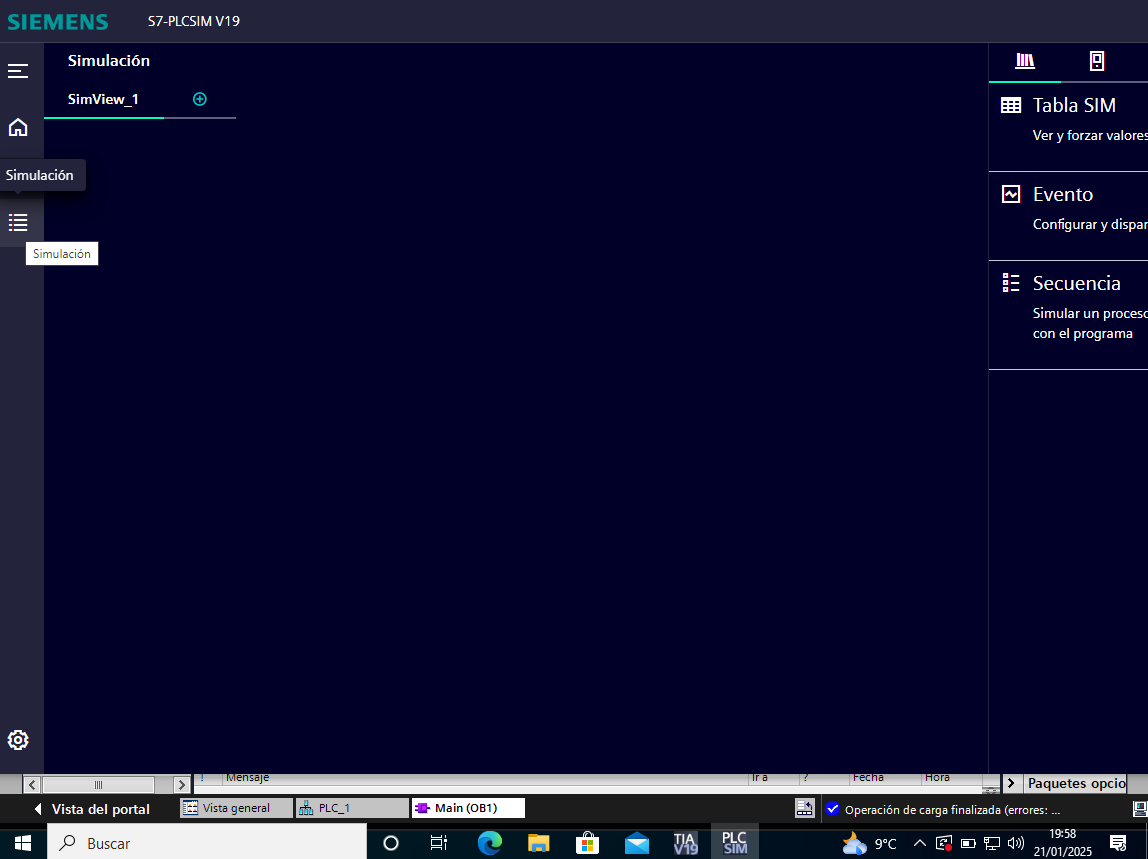 SIEMENS
S7-PLCSIM V19
Simulación
SimView_1
Simulación
Simulación
Tabla SIM
Ver y forzar valores
Evento
Configurar y dispar
Secuencia
Simular un proceso
con el programa
! Mensaje Ir a ? Fecha Hora
Paquetes opcio
Vista del portal
Vista general
PLC_1
Main (OB1)
Operación de carga finalizada (errores: ...
Buscar
TIA
V19
PLC
SIM
9°C
19:58
21/01/2025